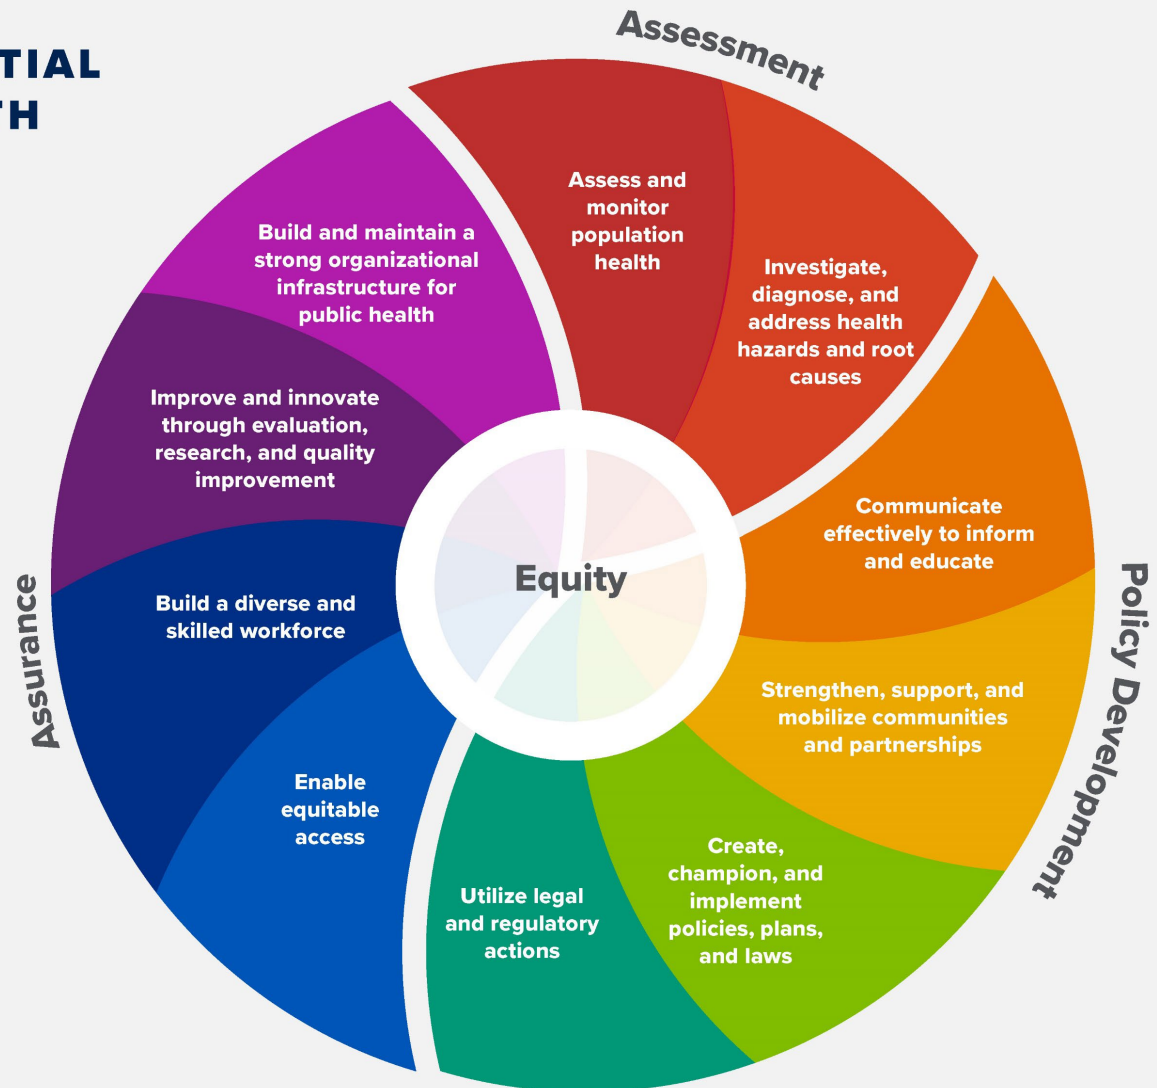 TIAL
TH
Assessment
Assess and
monitor
population
health
Investigate,
diagnose, and
address health
hazards and root
causes
Communicate
effectively to inform
and educate
Strengthen, support, and
mobilize communities
and partnerships
Policy Development
Create,
champion, and
implement
policies, plans,
and laws
Utilize legal
and regulatory
actions
Enable
equitable
access
Build a diverse and
skilled workforce
Assurance
Improve and innovate
through evaluation,
research, and quality
improvement
Build and maintain a
strong organizational
infrastructure for
public health
Equity